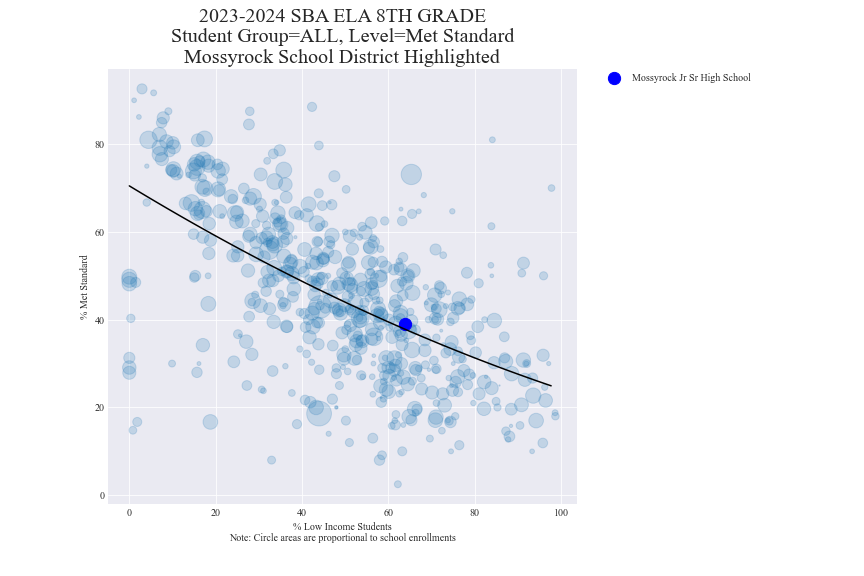 2023-2024 SBA ELA 8TH GRADE
Student Group=ALL, Level=Met Standard
Mossyrock School District Highlighted
Mossyrock Jr Sr High School
% Met Standard
80
60
40
20
0
0 20 40 60 80 100
% Low Income Students
Note: Circle areas are proportional to school enrollments